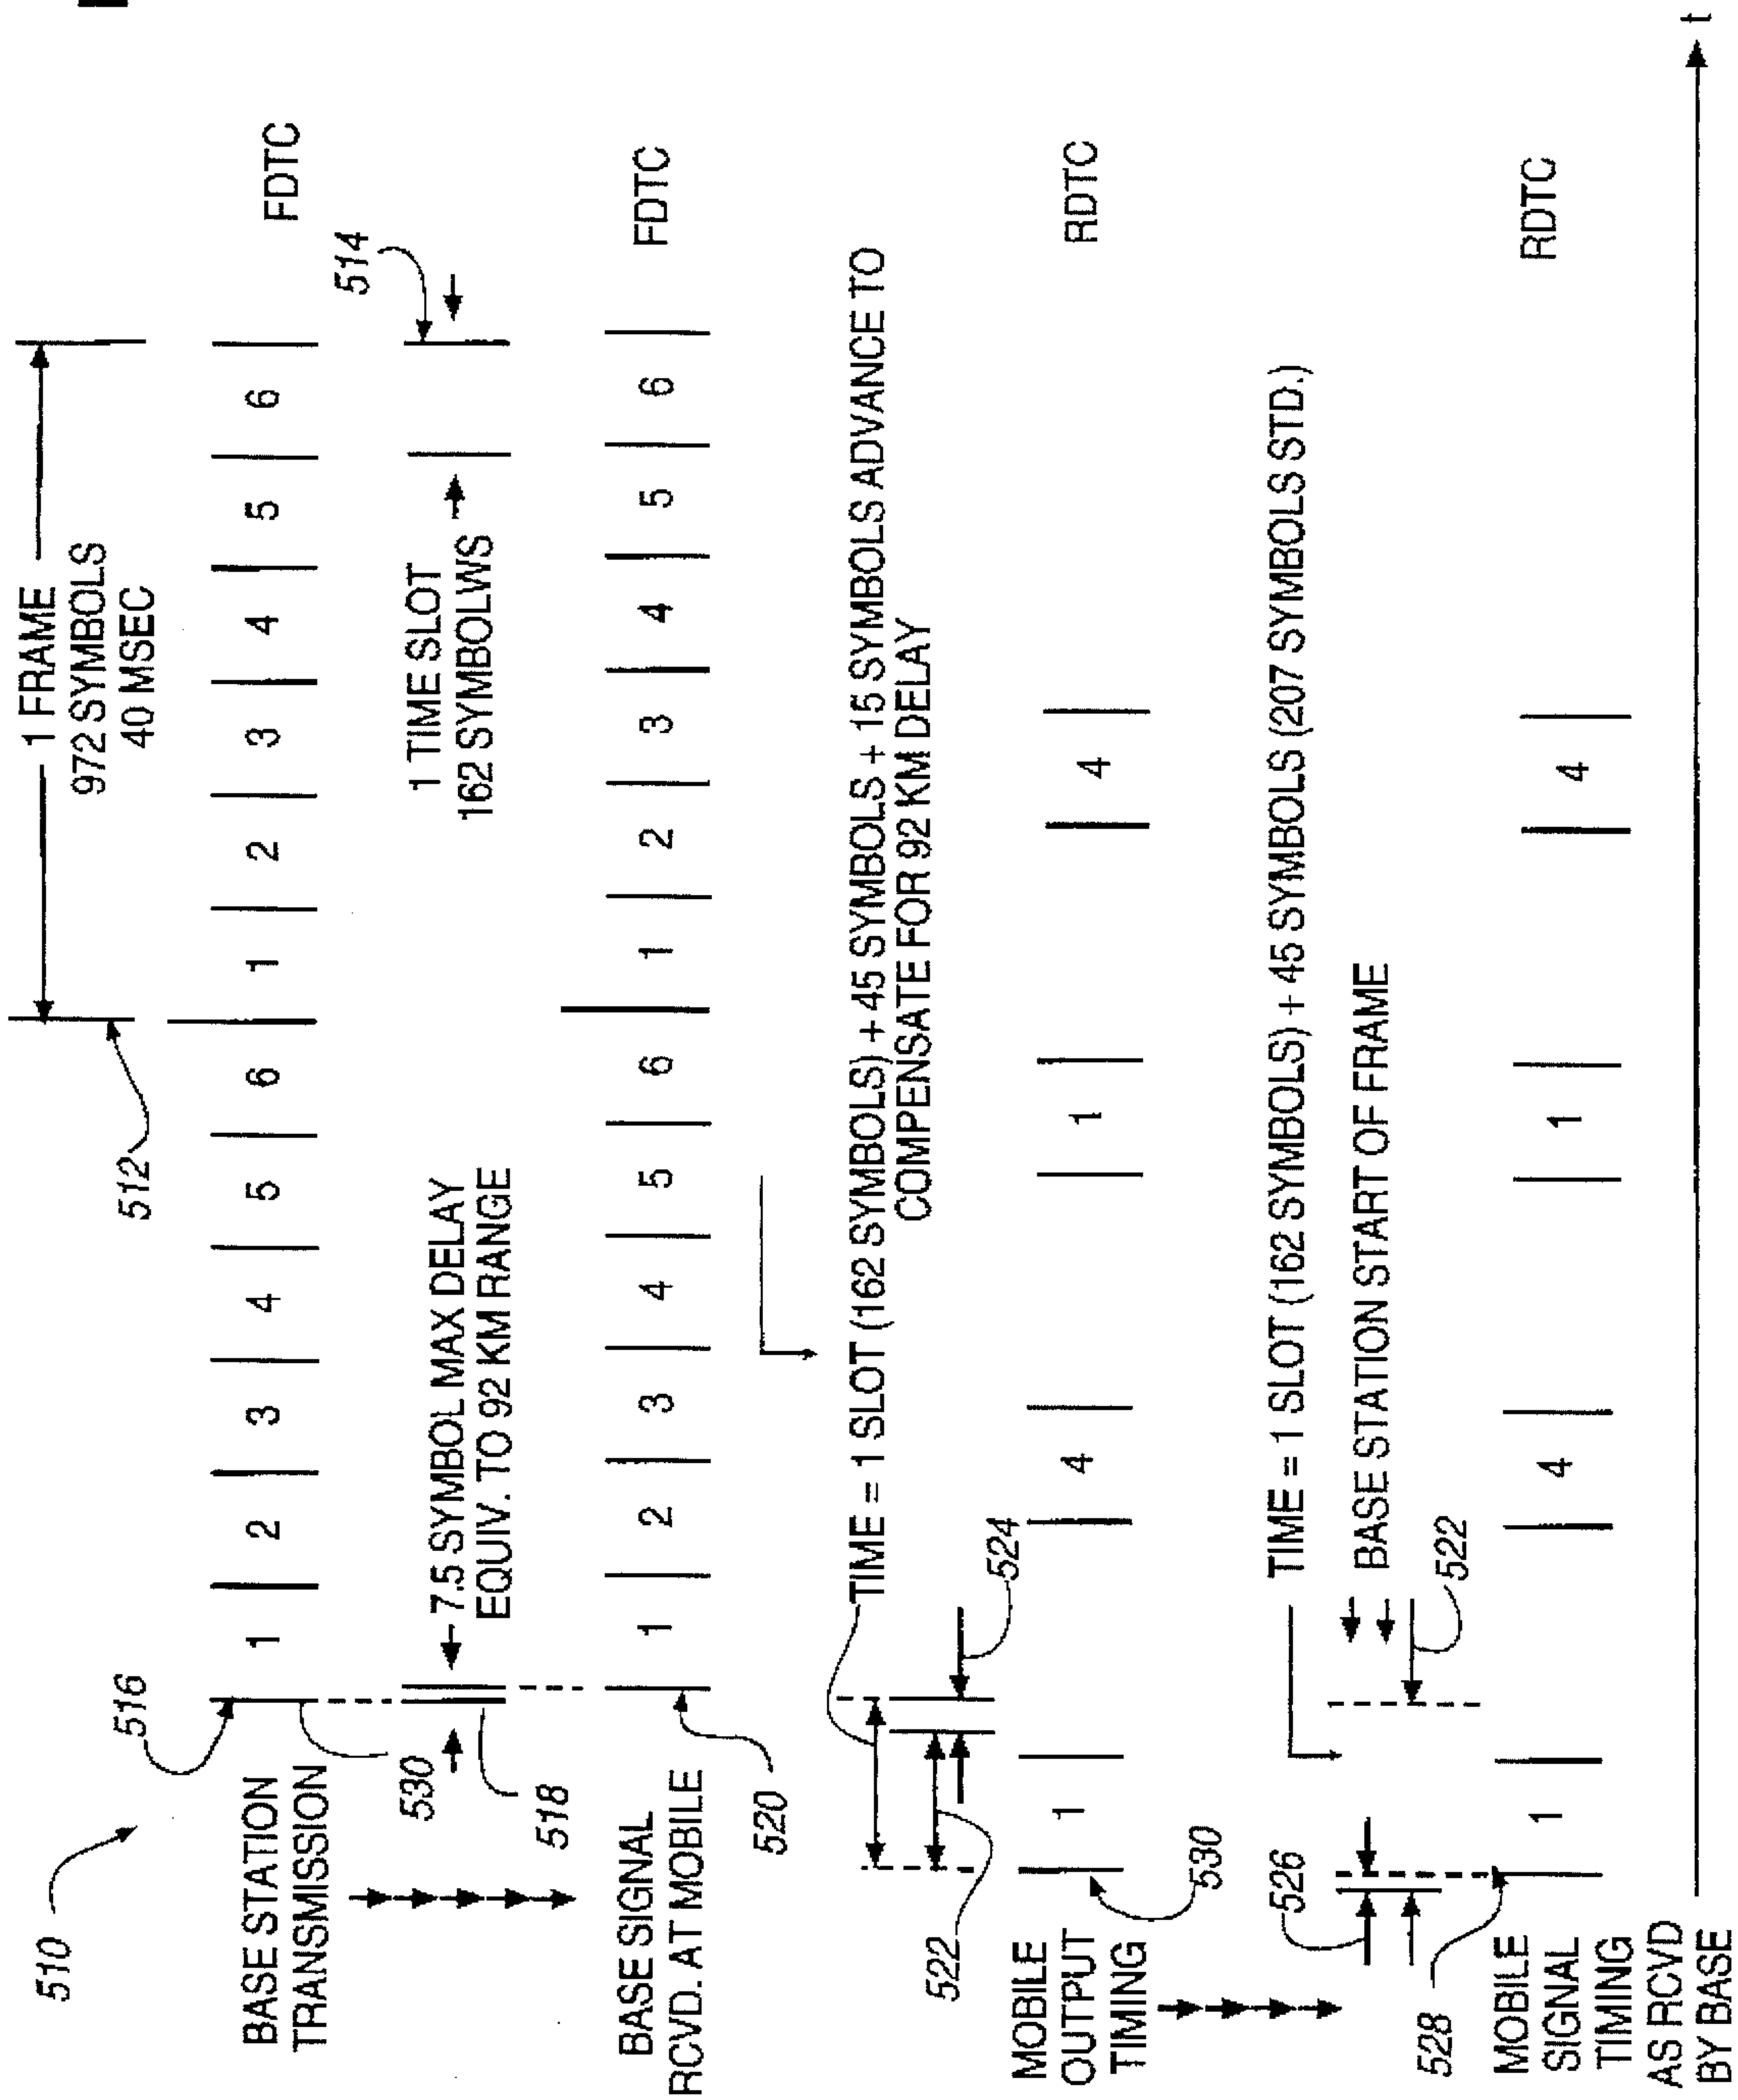 1 FRAME
972 SYMBOLS
40 MSEC
510
516
512
BASE STATION
TRANSMISSION
1 2 3 4 5 6 1 2 3 4 5 6
FDTC
530
518
7.5 SYMBOL MAX DELAY
EQUIV. TO 92 KM RANGE
1 TIME SLOT
162 SYMBOLWS
514
BASE SIGNAL
RCVD. AT MOBILE
1 2 3 4 5 6 1 2 3 4 5 6
FDTC
520
TIME = 1 SLOT (162 SYMBOLS) + 45 SYMBOLS + 15 SYMBOLS ADVANCE TO
COMPENSATE FOR 92 KM DELAY
522
524
MOBILE
OUTPUT
TIMING
1 4 1 4
RDTC
530
TIME = 1 SLOT (162 SYMBOLS) + 45 SYMBOLS (207 SYMBOLS STD.)
BASE STATION START OF FRAME
526
522
528
MOBILE
SIGNAL
TIMING
AS RCVD
BY BASE
1 4 1 4
RDTC
t